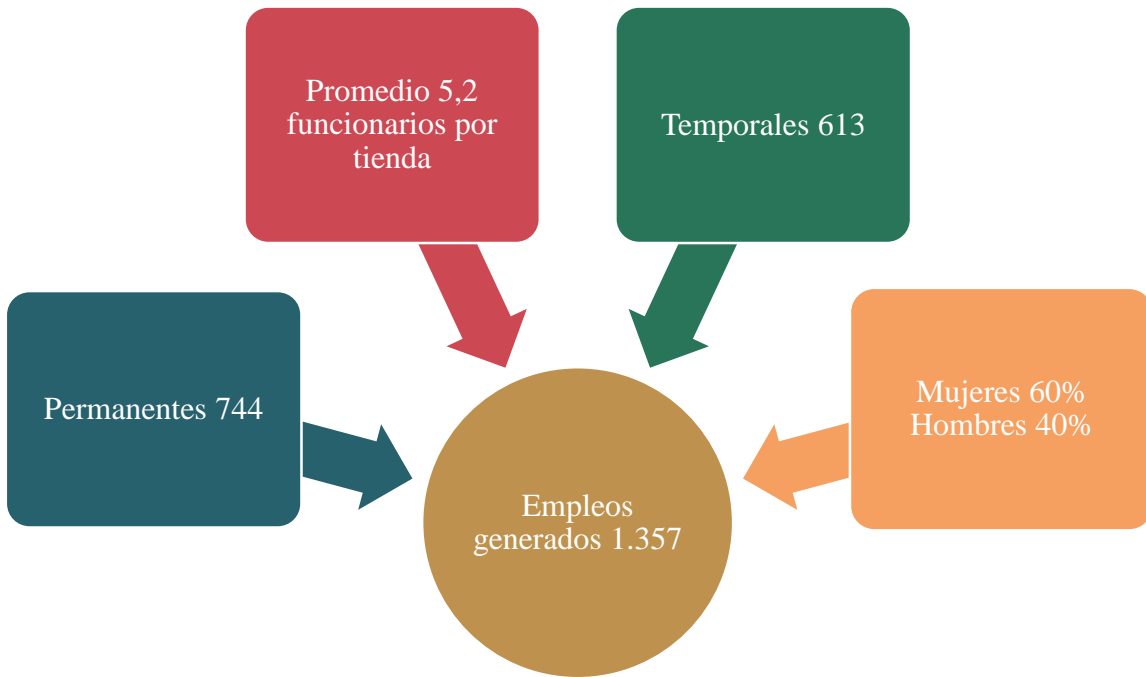 Promedio 5,2
funcionarios por
tienda
Temporales 613
Permanentes 744
Mujeres 60%
Hombres 40%
Empleos
generados 1.357